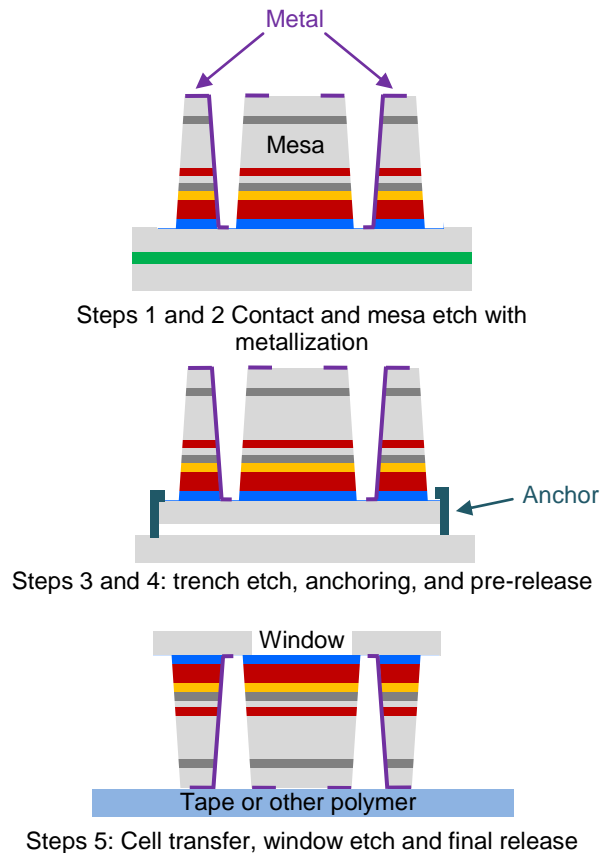 Metal
Mesa
Steps 1 and 2 Contact and mesa etch with
metallization
Anchor
Steps 3 and 4: trench etch, anchoring, and pre-release
Window
Tape or other polymer
Steps 5: Cell transfer, window etch and final release